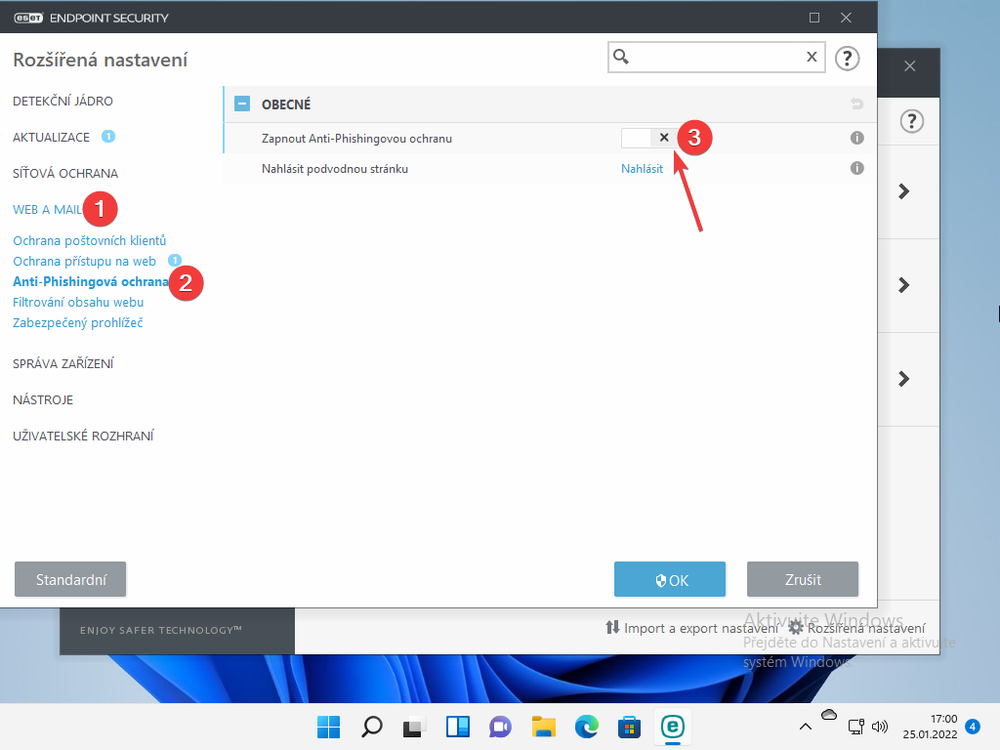 eset ENDPOINT SECURITY
Rozšířená nastavení
x
?
DETEKČNÍ JÁDRO
AKTUALIZACE 1
SÍŤOVÁ OCHRANA
WEB A MAIL 1
Ochrana poštovních klientů
Ochrana přístupu na web 1
Anti-Phishingová ochrana 2
Filtrování obsahu webu
Zabezpečený prohlížeč
SPRÁVA ZAŘÍZENÍ
NÁSTROJE
UŽIVATELSKÉ ROZHRANÍ
OBECNÉ
Zapnout Anti-Phishingovou ochranu 3
Nahlásit podvodnou stránku Nahlásit
?
Standardní
OK
Zrušit
ENJOY SAFER TECHNOLOGY™
Import a export nastavení
Rozšířená nastavení
Aktivujte Windows
Přejděte do Nastavení a aktivujte
systém Windows.
17:00
25.01.2022
4